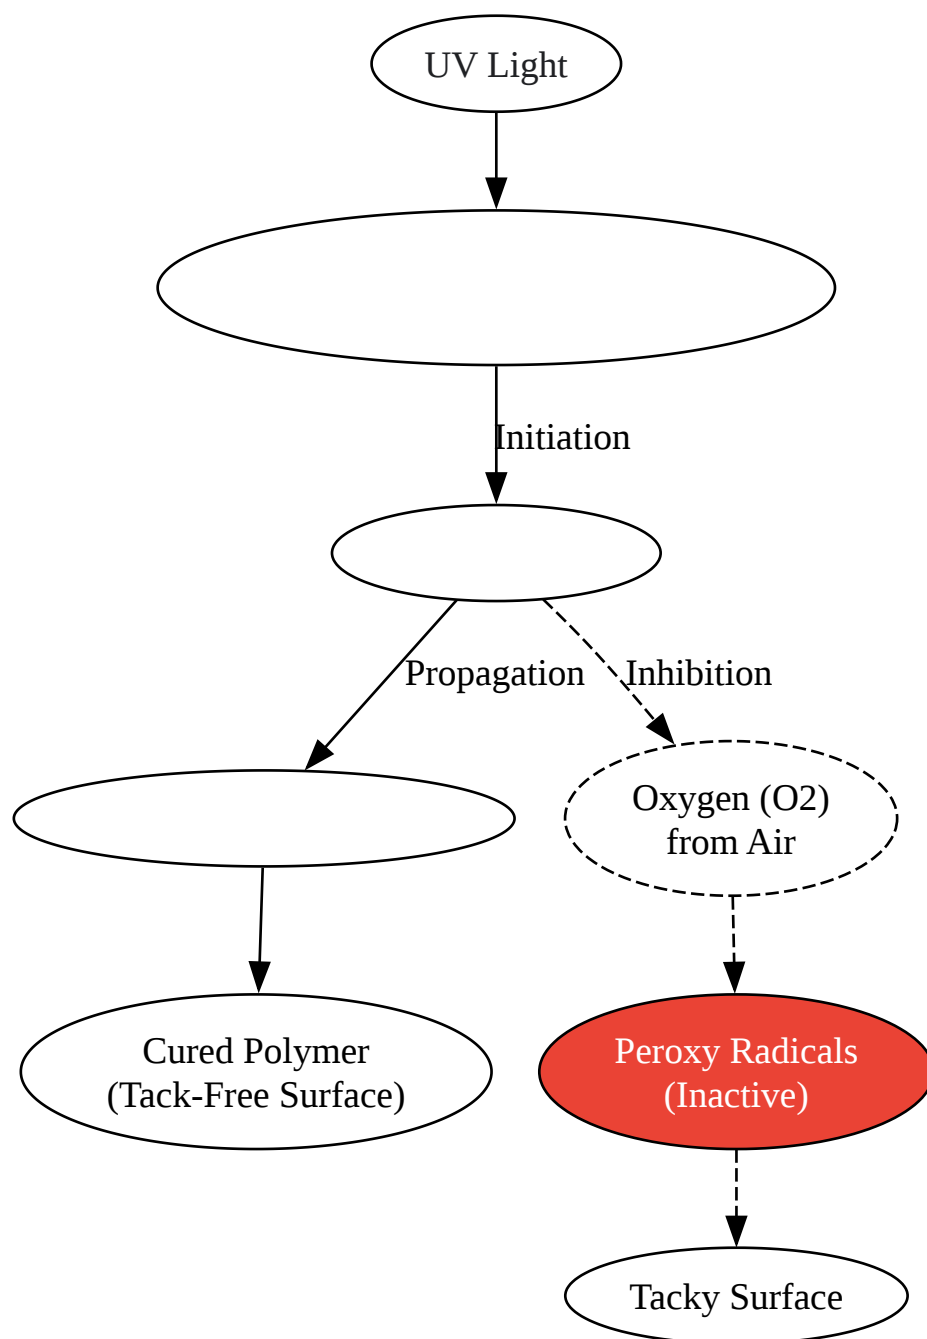 UV Light
Initiation
Propagation
Inhibition
Oxygen (O2)
from Air
Cured Polymer
(Tack-Free Surface)
Peroxy Radicals
(Inactive)
Tacky Surface